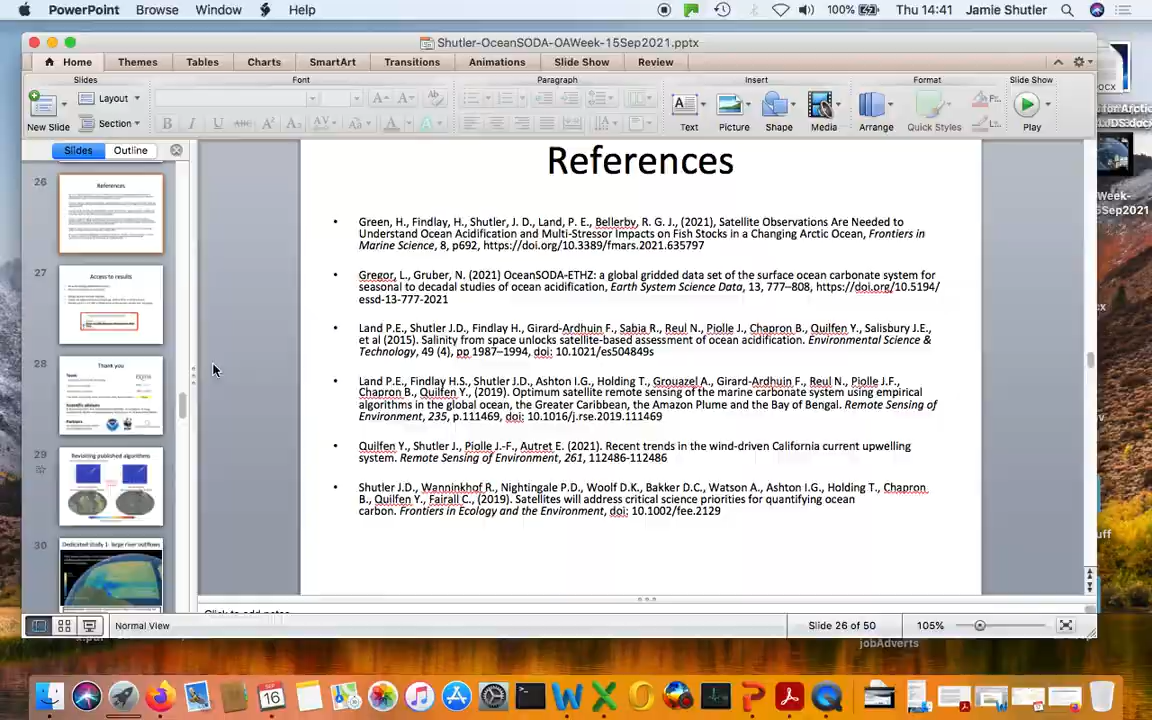 PowerPoint Browse Window Help 100% Thu 14:41 Jamie Shutler
Shutler-OceanSODA-OAWeek-15Sep2021.pptx
Home Themes Tables Charts SmartArt Transitions Animations Slide Show Review
Slides Font Paragraph Insert Format Slide Show
Layout
Section
New Slide Text Picture Shape Media Arrange Quick Styles Play
Slides Outline
References
Green, H., Findlay, H., Shutler, J. D., Land, P. E., Bellerby, R. G. J., (2021), Satellite Observations Are Needed to
Understand Ocean Acidification and Multi-Stressor Impacts on Fish Stocks in a Changing Arctic Ocean, Frontiers in
Marine Science, 8, p692, https://doi.org/10.3389/fmars.2021.635797
Gregor, L., Gruber, N. (2021) OceanSODA-ETHZ: a global gridded data set of the surface ocean carbonate system for
seasonal to decadal studies of ocean acidification, Earth System Science Data, 13, 777–808, https://doi.org/10.5194/
essd-13-777-2021
Land P.E., Shutler J.D., Findlay H., Girard-Ardhuin F., Sabia R., Reul N., Piolle J., Chapron B., Quilfen Y., Salisbury J.E.,
et al (2015). Salinity from space unlocks satellite-based assessment of ocean acidification. Environmental Science &
Technology, 49 (4), pp 1987–1994, doi: 10.1021/es504849s
Land P.E., Findlay H.S., Shutler J.D., Ashton I.G., Holding T., Grouazel A., Girard-Ardhuin F., Reul N., Piolle J.F.,
Chapron B., Quilfen Y., (2019). Optimum satellite remote sensing of the marine carbonate system using empirical
algorithms in the global ocean, the Greater Caribbean, the Amazon Plume and the Bay of Bengal. Remote Sensing of
Environment, 235, p.111469, doi: 10.1016/j.rse.2019.111469
Quilfen Y., Shutler J., Piolle J.-F., Autret E. (2021). Recent trends in the wind-driven California current upwelling
system. Remote Sensing of Environment, 261, 112486-112486
Shutler J.D., Wanninkhof R., Nightingale P.D., Woolf D.K., Bakker D.C., Watson A., Ashton I.G., Holding T., Chapron
B., Quilfen Y., Fairall C., (2019). Satellites will address critical science priorities for quantifying ocean
carbon. Frontiers in Ecology and the Environment, doi: 10.1002/fee.2129
26
References
27
Access to results
28
Thank you
29
Revisiting published algorithms
30
Dedicated study 1: large river outflows
Click to add notes
Normal View Slide 26 of 50 105%
jobAdverts
SEP
16